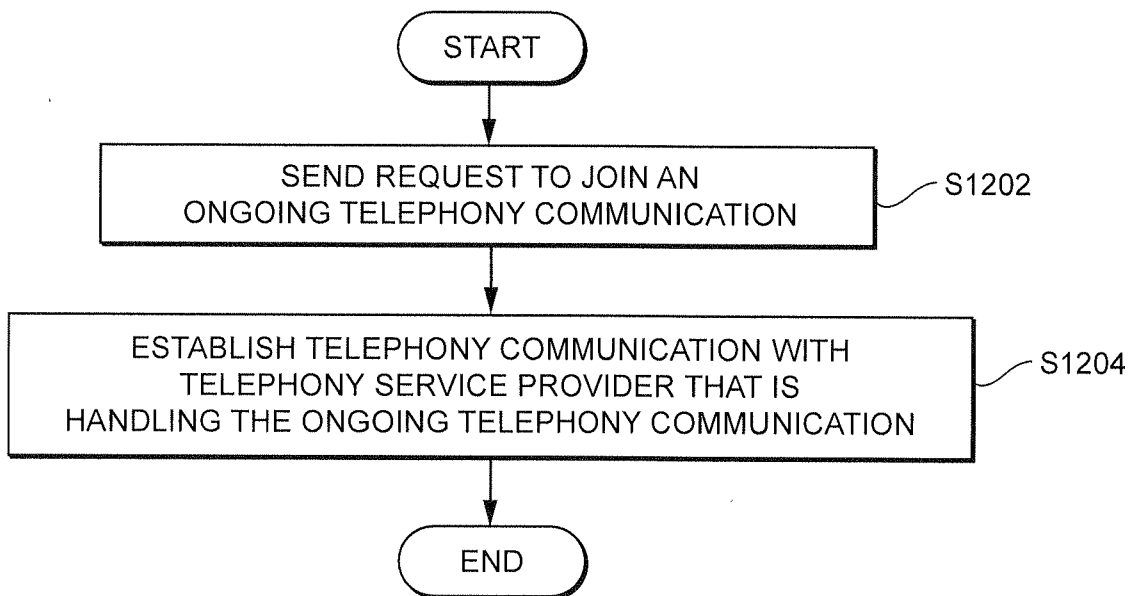 START
SEND REQUEST TO JOIN AN
ONGOING TELEPHONY COMMUNICATION
S1202
ESTABLISH TELEPHONY COMMUNICATION WITH
TELEPHONY SERVICE PROVIDER THAT IS
HANDLING THE ONGOING TELEPHONY COMMUNICATION
S1204
END